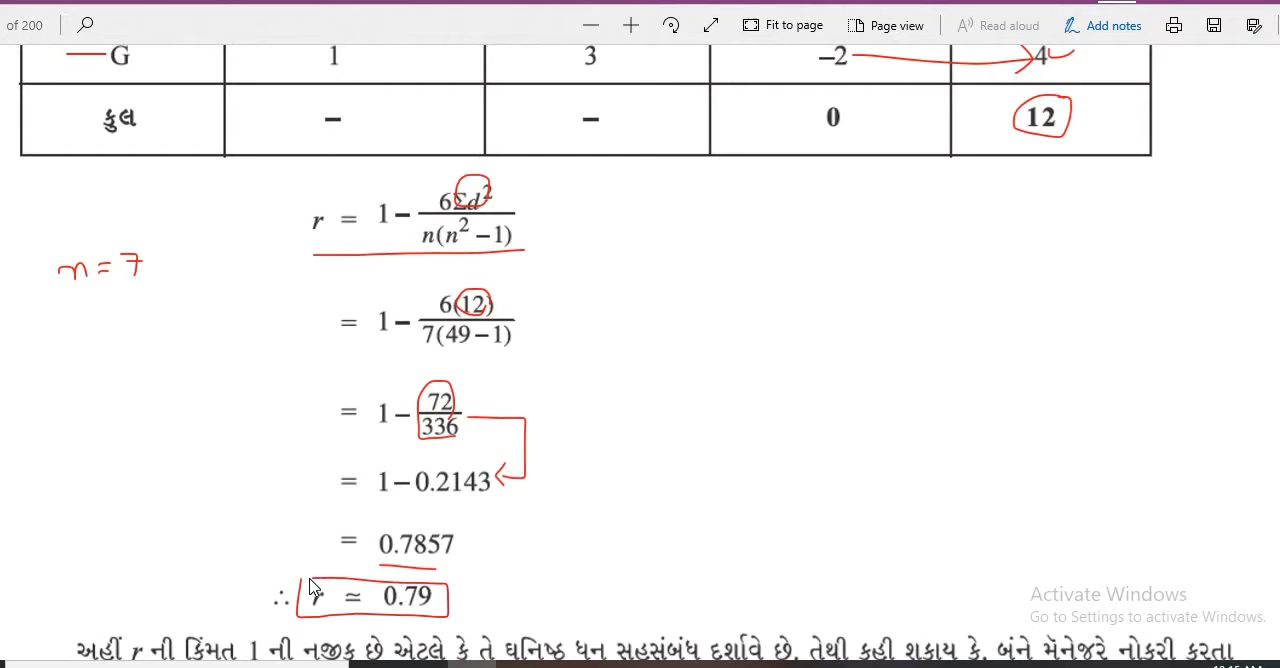 of 200 Fit to page Page view Read aloud Add notes
G 1 3 –2 4
કુલ – – 0 12
r = 1 – 6Σd² / n(n² – 1)
n = 7
= 1 – 6(12) / 7(49 – 1)
= 1 – 72 / 336
= 1 – 0.2143
= 0.7857
∴ r ≃ 0.79
Activate Windows
Go to Settings to activate Windows.
અહીં r ની કિંમત 1 ની નજીક છે એટલે કે તે ઘનિષ્ઠ ધન સહસંબંધ દર્શાવે છે. તેથી કહી શકાય કે, બંને મૅનેજરે નોકરી કરતા